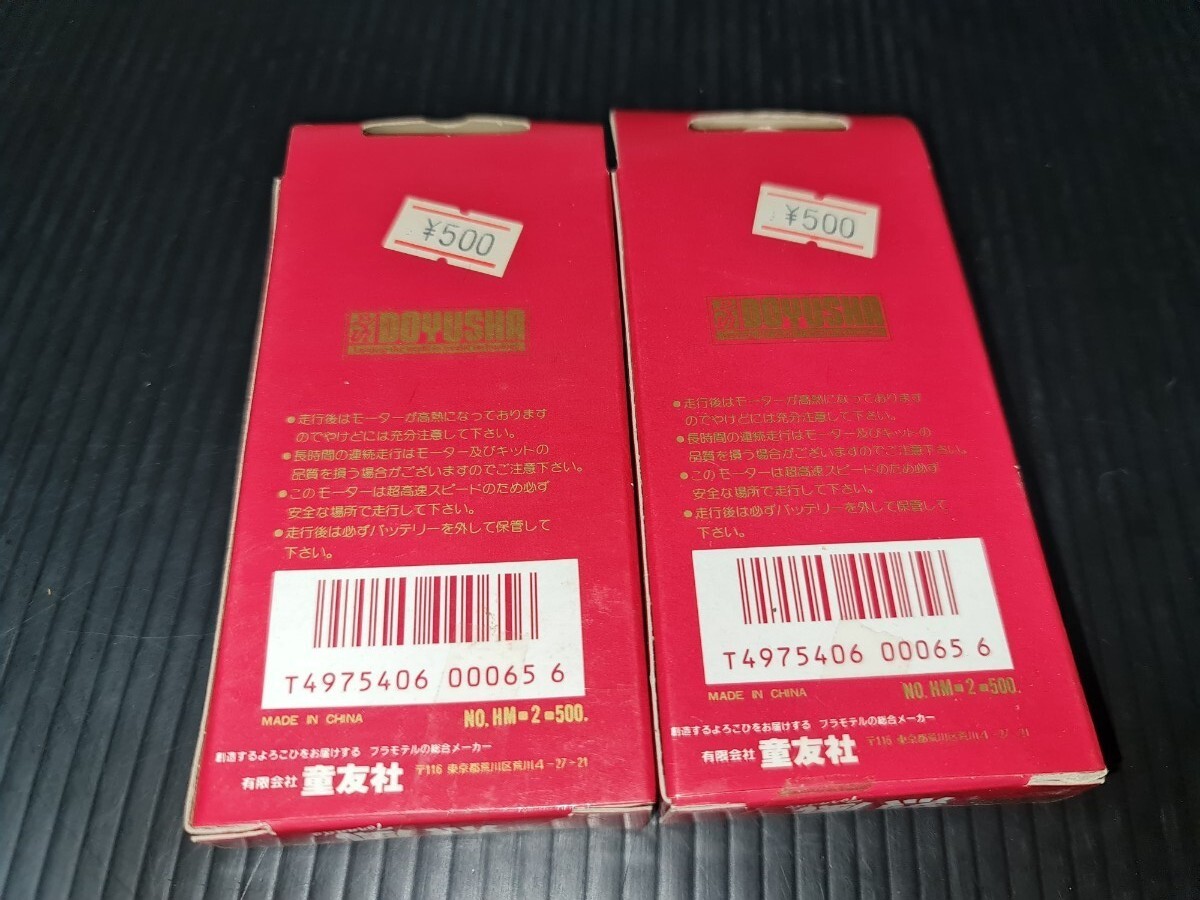 ¥500
DOYUSHA
●走行後はモーターが高熱になっております
のでやけどには充分注意して下さい。
●長時間の連続走行はモーター及びキットの
品質を損う場合がございますのでご注意下さい。
●このモーターは超高速スピードのため必ず
安全な場所で走行して下さい。
●走行後は必ずバッテリーを外して保管して
下さい。
T4975406 00065 6
MADE IN CHINA
NO. HM=2=500.
創造するよろこびをお届けする プラモデルの総合メーカー
有限会社 童友社 〒116 東京都荒川区荒川4-27-21
¥500
DOYUSHA
●走行後はモーターが高熱になっております
のでやけどには充分注意して下さい。
●長時間の連続走行はモーター及びキットの
品質を損う場合がございますのでご注意下さい。
●このモーターは超高速スピードのため必ず
安全な場所で走行して下さい。
●走行後は必ずバッテリーを外して保管して
下さい。
T4975406 00065 6
MADE IN CHINA
NO. HM=2=500.
創造するよろこびをお届けする プラモデルの総合メーカー
有限会社 童友社 〒116 東京都荒川区荒川4-27-21